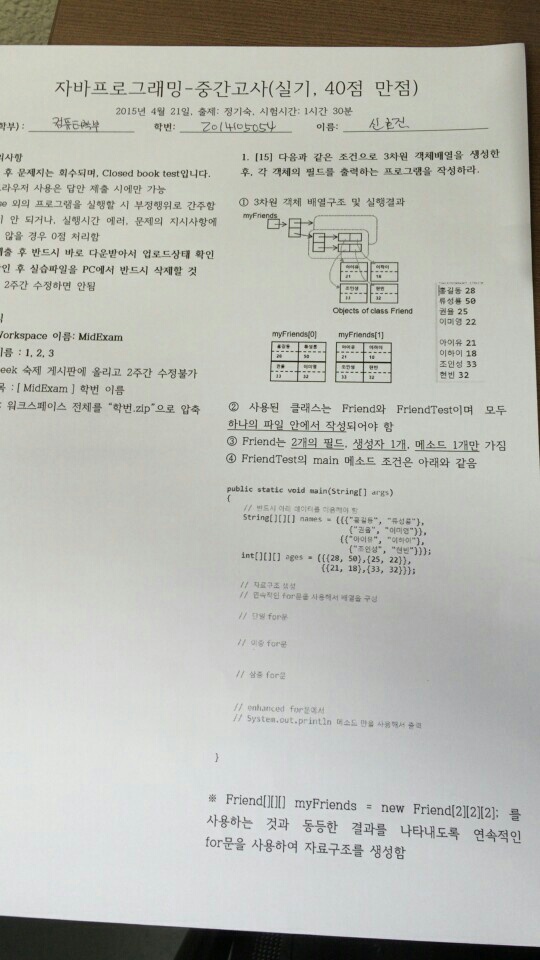 자바프로그래밍-중간고사(실기, 40점 만점)
2015년 4월 21일, 출제: 정기숙, 시험시간: 1시간 30분
학부) : 학번: 2014105054 이름:
의사항
후 문제지는 회수되며, Closed book test입니다.
라우저 사용은 답안 제출 시에만 가능
외의 프로그램을 실행할 시 부정행위로 간주함
안 되거나, 실행시간 에러, 문제의 지시사항에
않을 경우 0점 처리함
제출 후 반드시 바로 다운받아서 업로드상태 확인
인 후 실습파일을 PC에서 반드시 삭제할 것
2주간 수정하면 안됨
Workspace 이름: MidExam
이름 : 1, 2, 3
eek 숙제 게시판에 올리고 2주간 수정불가
목 : [ MidExam ] 학번 이름
: 워크스페이스 전체를 "학번.zip"으로 압축
1. [15] 다음과 같은 조건으로 3차원 객체배열을 생성한
후, 각 객체의 필드를 출력하는 프로그램을 작성하라.
① 3차원 객체 배열구조 및 실행결과
myFriends
아이유 이하이
21 18
조인성 현빈
33 32
Objects of class Friend
홍길동 28
류성룡 50
권율 25
이미영 22
아이유 21
이하이 18
조인성 33
현빈 32
myFriends[0] myFriends[1]
② 사용된 클래스는 Friend와 FriendTest이며 모두
하나의 파일 안에서 작성되어야 함
③ Friend는 2개의 필드, 생성자 1개, 메소드 1개만 가짐
④ FriendTest의 main 메소드 조건은 아래와 같음
public static void main(String[] args)
{
// 반드시 아래 데이터를 이용해야 함
String[][][] names = {{{"홍길동", "류성룡"},
{"권율", "이미영"}},
{{"아이유", "이하이"},
{"조인성", "현빈"}}};
int[][][] ages = {{{28, 50},{25, 22}},
{{21, 18},{33, 32}}};
// 자료구조 생성
// 연속적인 for문을 사용해서 배열을 구성
// 단일 for문
// 이중 for문
// 삼중 for문
// enhanced for문에서
// System.out.println 메소드 만을 사용해서 출력
}
※ Friend[][][] myFriends = new Friend[2][2][2]; 를
사용하는 것과 동등한 결과를 나타내도록 연속적인
for문을 사용하여 자료구조를 생성함